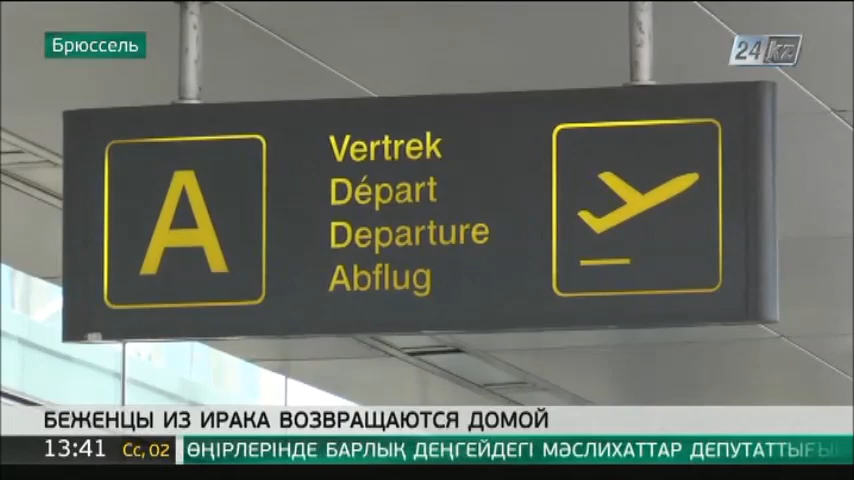 Брюссель
24kz
A
Vertrek
Départ
Departure
Abflug
БЕЖЕНЦЫ ИЗ ИРАКА ВОЗВРАЩАЮТСЯ ДОМОЙ
13:41 Сс, 02 ӨҢІРЛЕРІНДЕ БАРЛЫҚ ДЕҢГЕЙДЕГІ МӘСЛИХАТТАР ДЕПУТАТТЫҒЫ